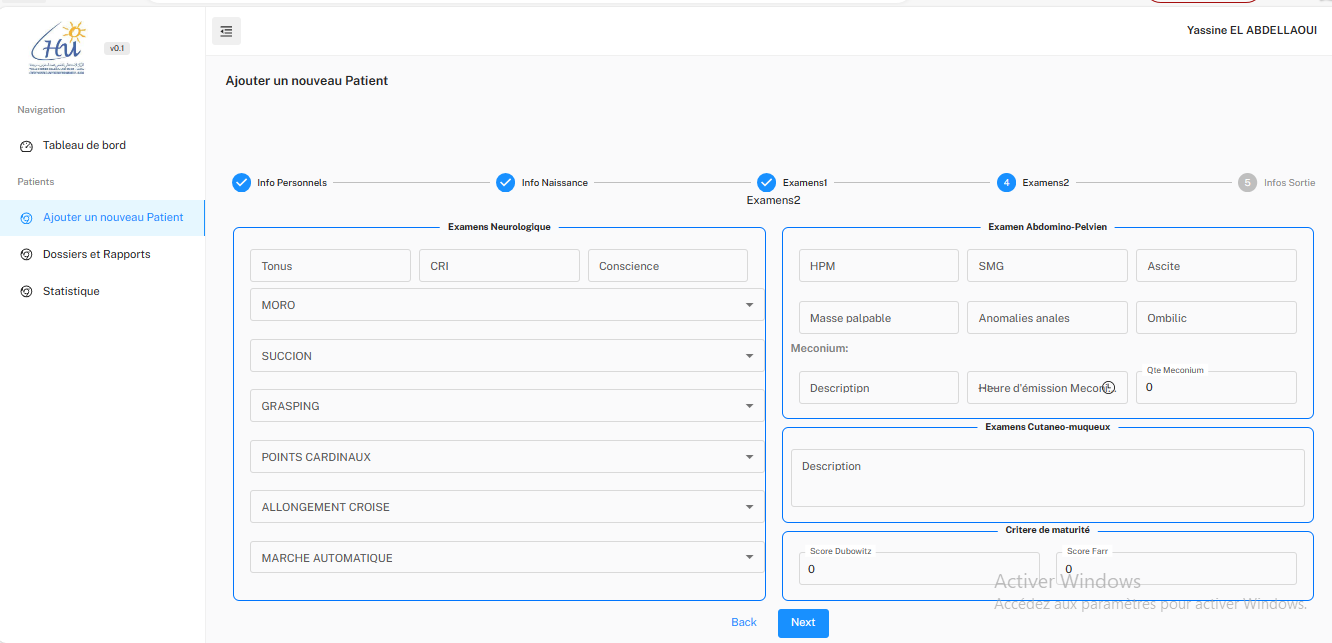 Hu
v0.1
Yassine EL ABDELLAOUI
Navigation
Tableau de bord
Patients
Ajouter un nouveau Patient
Dossiers et Rapports
Statistique
Ajouter un nouveau Patient
Info Personnels
Info Naissance
Examens1
4 Examens2
5 Infos Sortie
Examens2
Examens Neurologique
Tonus CRI Conscience
MORO
SUCCION
GRASPING
POINTS CARDINAUX
ALLONGEMENT CROISE
MARCHE AUTOMATIQUE
Examen Abdomino-Pelvien
HPM SMG Ascite
Masse palpable Anomalies anales Ombilic
Meconium:
Qte Meconium
Description Heure d'émission 0
Examens Cutaneo-muqueux
Description
Critere de maturité
Score Dubowitz Score Farr
0 0
Activer Windows
Accédez aux paramètres pour activer Windows.
Back Next